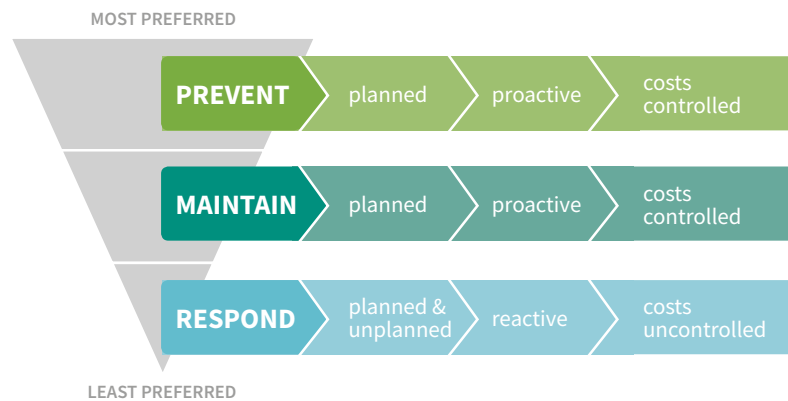 MOST PREFERRED
PREVENT
planned
proactive
costs
controlled
MAINTAIN
planned
proactive
costs
controlled
RESPOND
planned &
unplanned
reactive
costs
uncontrolled
LEAST PREFERRED